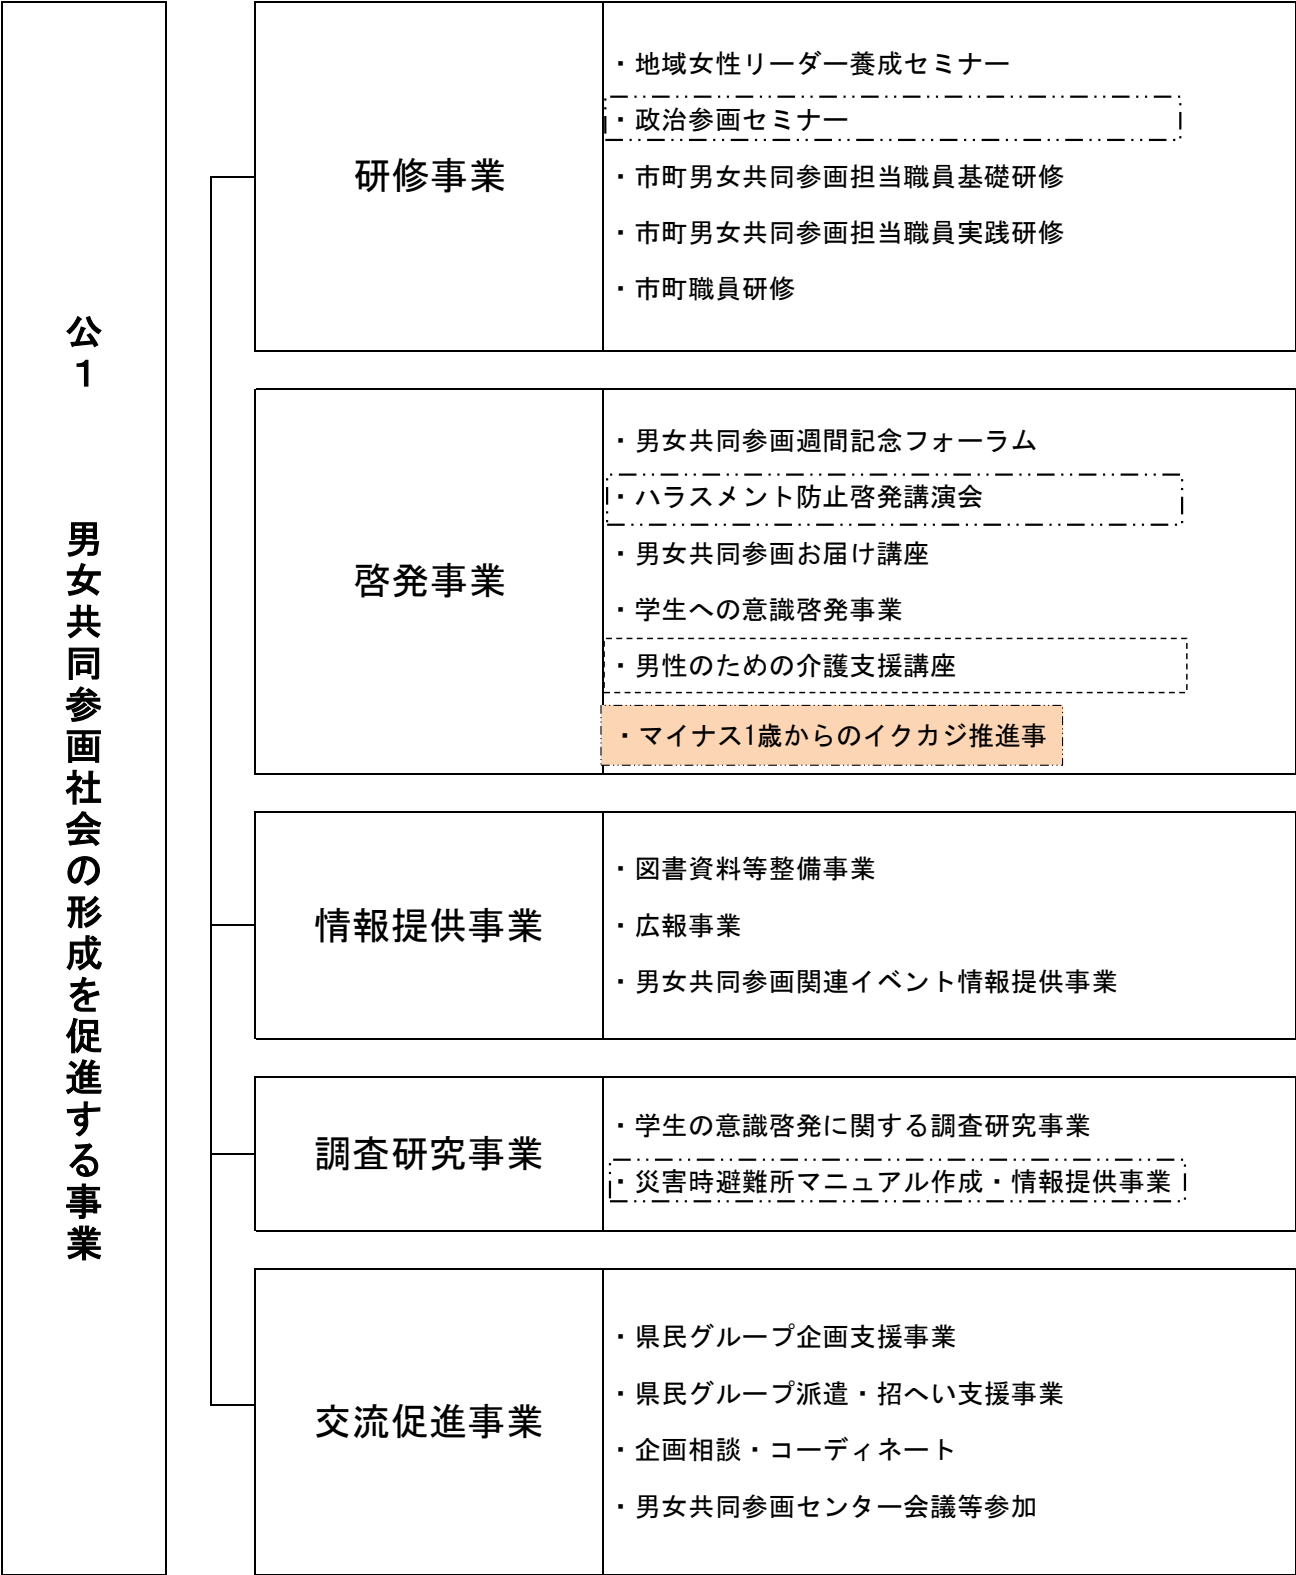 公１　男女共同参画社会の形成を促進する事業
研修事業
・地域女性リーダー養成セミナー
・政治参画セミナー
・市町男女共同参画担当職員基礎研修
・市町男女共同参画担当職員実践研修
・市町職員研修
啓発事業
・男女共同参画週間記念フォーラム
・ハラスメント防止啓発講演会
・男女共同参画お届け講座
・学生への意識啓発事業
・男性のための介護支援講座
・マイナス1歳からのイクカジ推進事
情報提供事業
・図書資料等整備事業
・広報事業
・男女共同参画関連イベント情報提供事業
調査研究事業
・学生の意識啓発に関する調査研究事業
・災害時避難所マニュアル作成・情報提供事業
交流促進事業
・県民グループ企画支援事業
・県民グループ派遣・招へい支援事業
・企画相談・コーディネート
・男女共同参画センター会議等参加